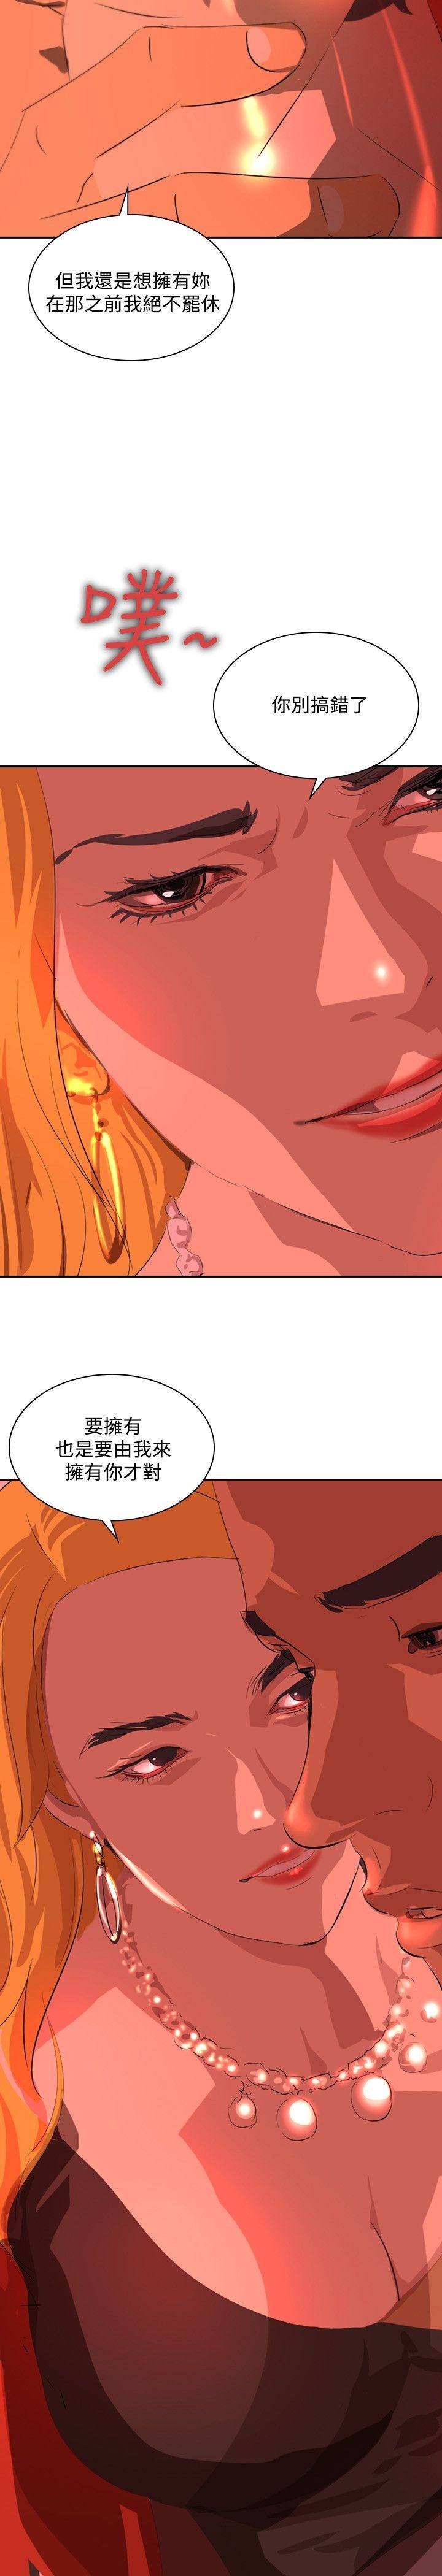 但我還是想擁有妳
在那之前我絕不罷休
噗~
你別搞錯了
要擁有
也是要由我來
擁有你才對